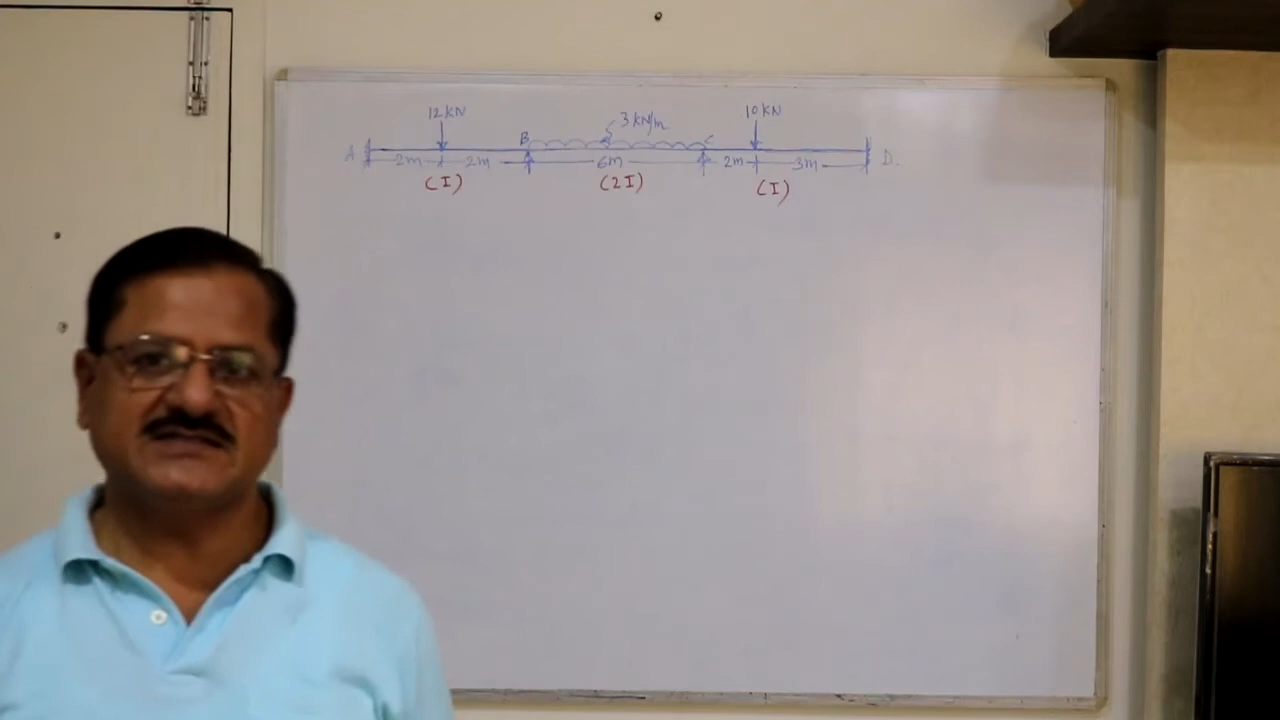 12 kN 3 kN/m 10 kN
A B C D.
2m 2m 6m 2m 3m
(I) (2I) (I)